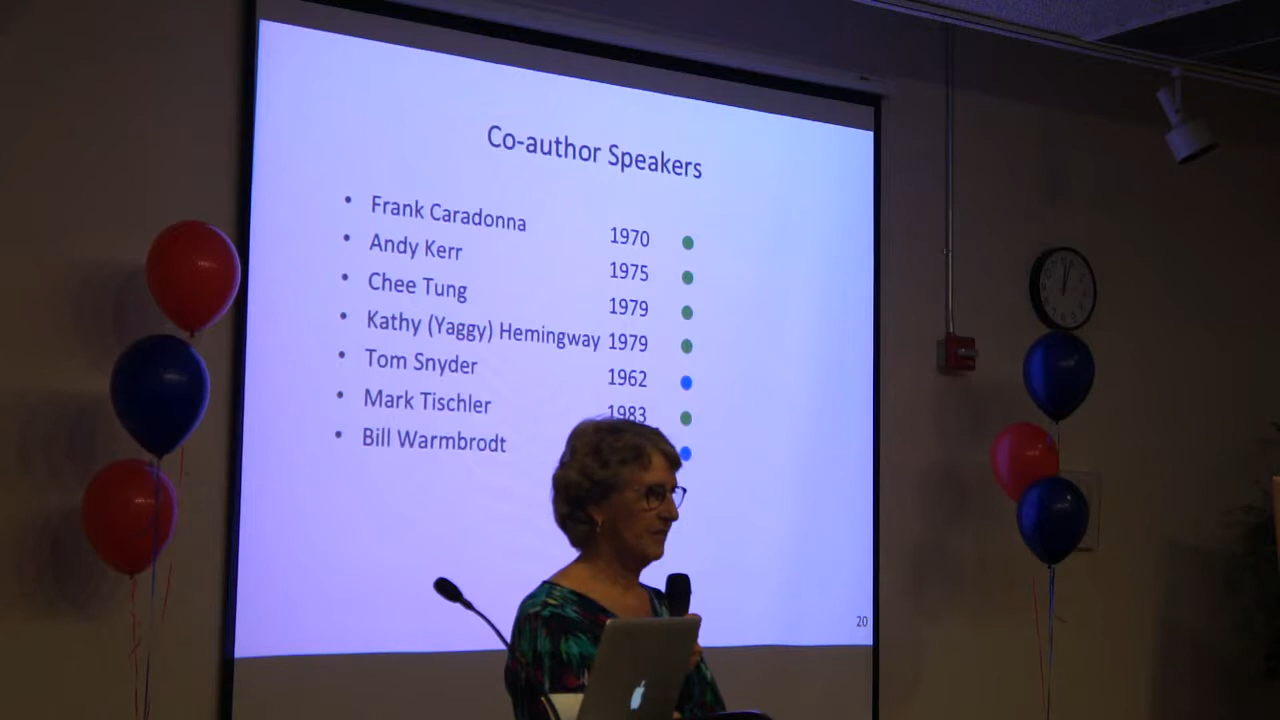 Co-author Speakers
• Frank Caradonna 1970
• Andy Kerr 1975
• Chee Tung 1979
• Kathy (Yaggy) Hemingway 1979
• Tom Snyder 1962
• Mark Tischler 1983
• Bill Warmbrodt
20